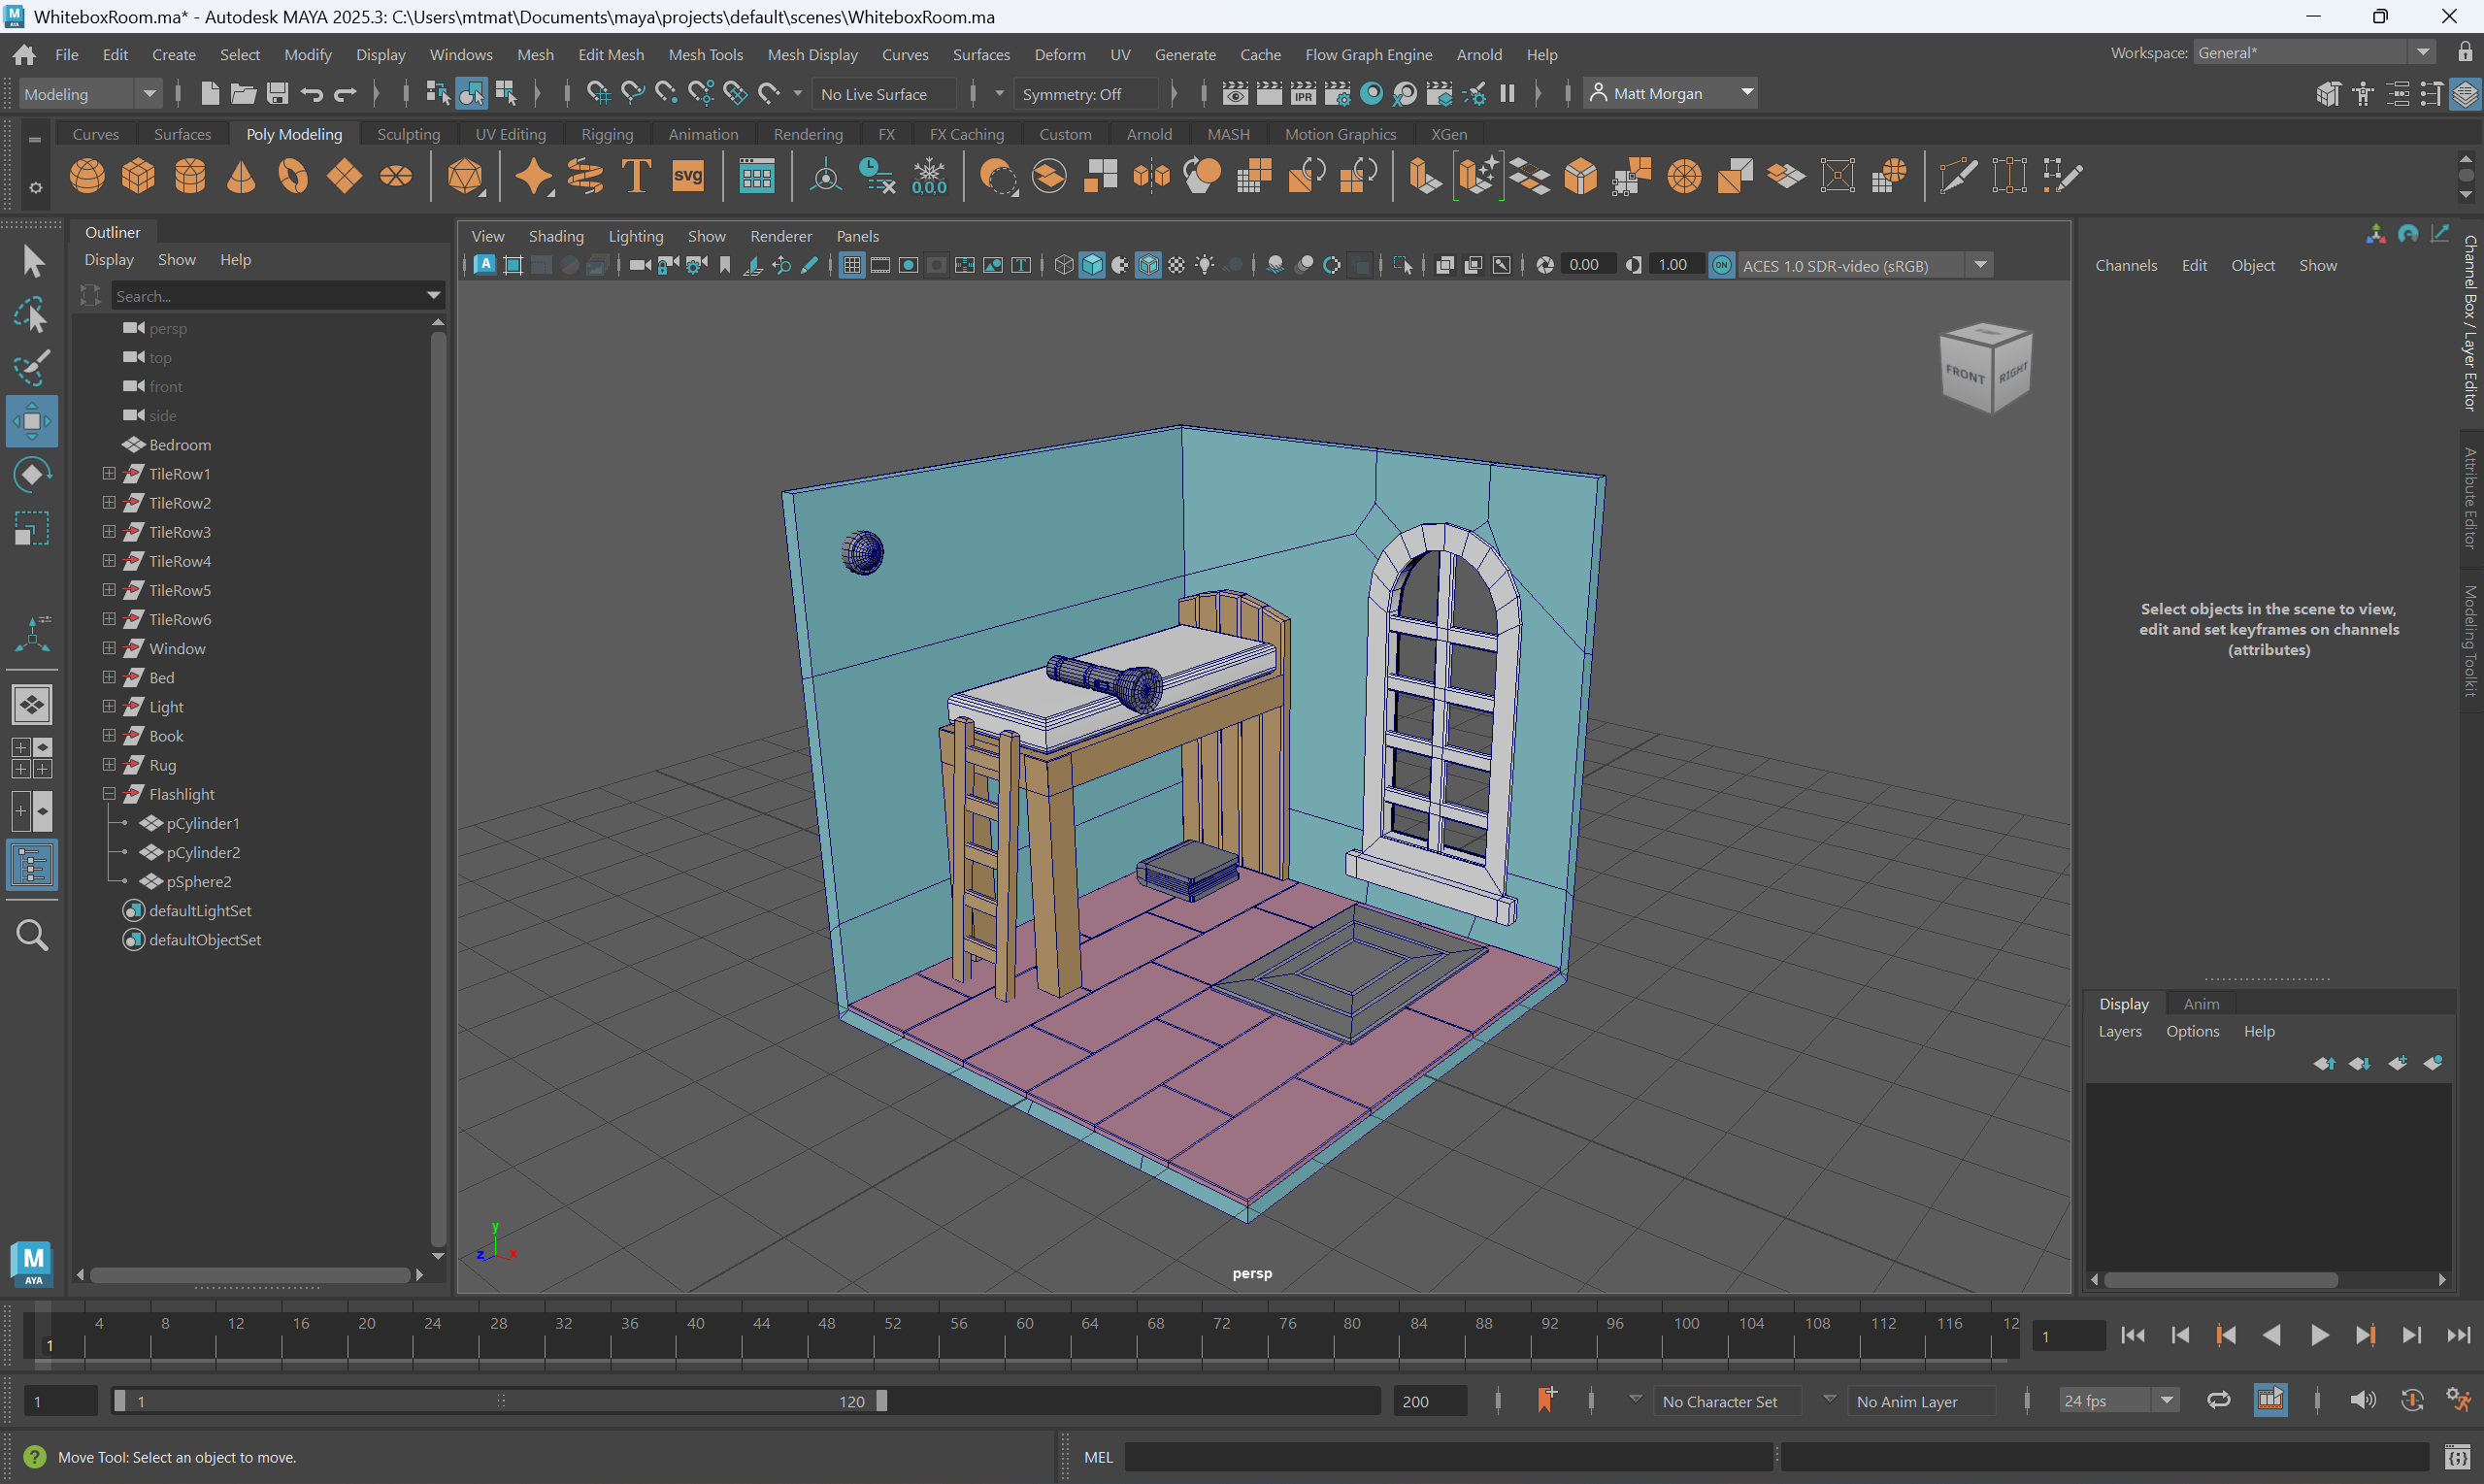 WhiteboxRoom.ma* - Autodesk MAYA 2025.3: C:\Users\mtmat\Documents\maya\projects\default\scenes\WhiteboxRoom.ma
File Edit Create Select Modify Display Windows Mesh Edit Mesh Mesh Tools Mesh Display Curves Surfaces Deform UV Generate Cache Flow Graph Engine Arnold Help
Workspace: General*
Modeling
No Live Surface
Symmetry: Off
IPR
Matt Morgan
Curves Surfaces Poly Modeling Sculpting UV Editing Rigging Animation Rendering FX FX Caching Custom Arnold MASH Motion Graphics XGen
T
svg
0,0,0
Outliner
Display Show Help
Search...
persp
top
front
side
Bedroom
TileRow1
TileRow2
TileRow3
TileRow4
TileRow5
TileRow6
Window
Bed
Light
Book
Rug
Flashlight
pCylinder1
pCylinder2
pSphere2
defaultLightSet
defaultObjectSet
M
AYA
View Shading Lighting Show Renderer Panels
0.00
1.00
ON
ACES 1.0 SDR-video (sRGB)
FRONT
RIGHT
y
z
x
persp
Channels Edit Object Show
Select objects in the scene to view,
edit and set keyframes on channels
(attributes)
Channel Box / Layer Editor
Attribute Editor
Modeling Toolkit
Display Anim
Layers Options Help
1 4 8 12 16 20 24 28 32 36 40 44 48 52 56 60 64 68 72 76 80 84 88 92 96 100 104 108 112 116 12
1
1
1 120
200
No Character Set
No Anim Layer
24 fps
Move Tool: Select an object to move.
MEL